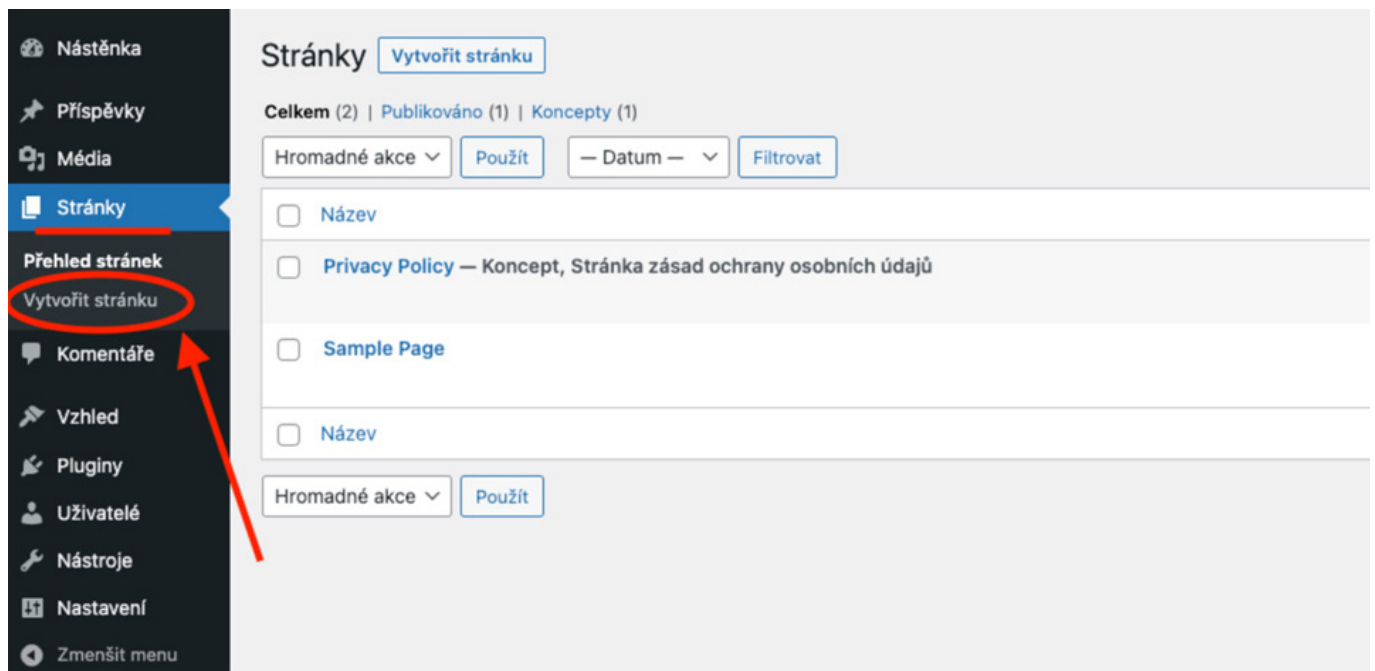 Nástěnka
Příspěvky
Média
Stránky
Přehled stránek
Vytvořit stránku
Komentáře
Vzhled
Pluginy
Uživatelé
Nástroje
Nastavení
Zmenšit menu
Stránky Vytvořit stránku
Celkem (2) | Publikováno (1) | Koncepty (1)
Hromadné akce Použít — Datum — Filtrovat
Název
Privacy Policy — Koncept, Stránka zásad ochrany osobních údajů
Sample Page
Název
Hromadné akce Použít